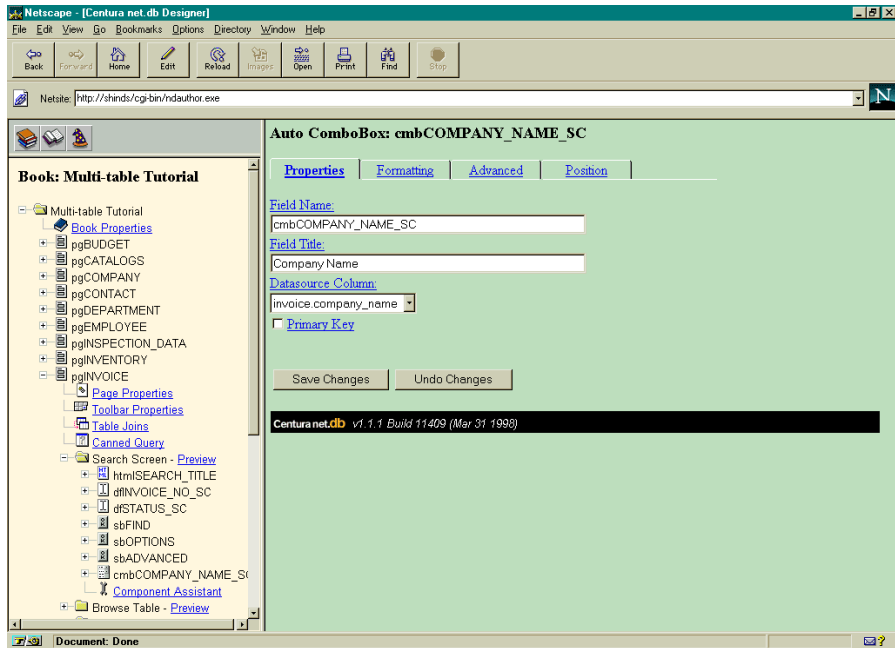 Netscape - [Centura net.db Designer]
File Edit View Go Bookmarks Options Directory Window Help
Back Forward Home Edit Reload Images Open Print Find Stop
Netsite: http://shinds/cgi-bin/ndauthor.exe
N
Book: Multi-table Tutorial
Multi-table Tutorial
Book Properties
pgBUDGET
pgCATALOGS
pgCOMPANY
pgCONTACT
pgDEPARTMENT
pgEMPLOYEE
pgINSPECTION_DATA
pgINVENTORY
pgINVOICE
Page Properties
Toolbar Properties
Table Joins
Canned Query
Search Screen - Preview
htmlSEARCH_TITLE
dfINVOICE_NO_SC
dfSTATUS_SC
sbFIND
sbOPTIONS
sbADVANCED
cmbCOMPANY_NAME_S
Component Assistant
Browse Table - Preview
Auto ComboBox: cmbCOMPANY_NAME_SC
Properties Formatting Advanced Position
Field Name:
cmbCOMPANY_NAME_SC
Field Title:
Company Name
Datasource Column:
invoice.company_name
Primary Key
Save Changes Undo Changes
Centura net.db v1.1.1 Build 11409 (Mar 31 1998)
Document: Done